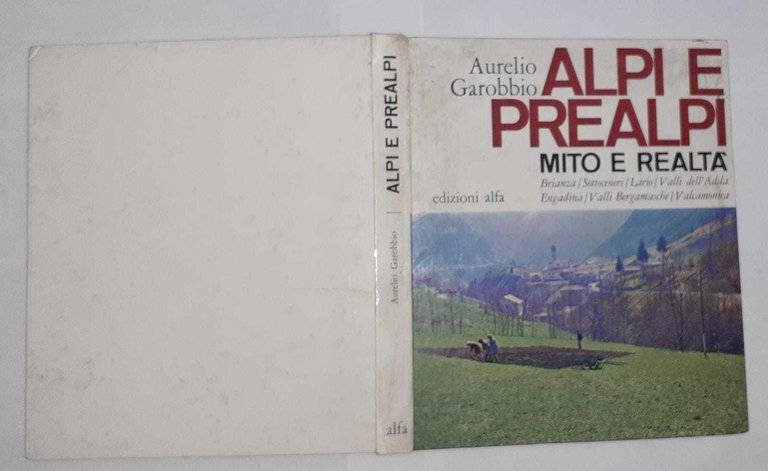 ALPI E PREALPI
Aurelio Garobbio
alfa
Aurelio
Garobbio
ALPI E
PREALPI
MITO E REALTÀ
Brianza/Sottoceneri/Lario/Valli dell'Adda
Engadina/Valli Bergamasche/Valcamonica
edizioni alfa